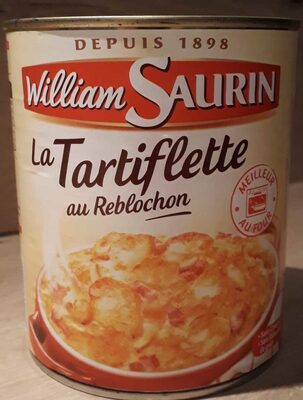 DEPUIS 1898
William SAURIN
La Tartiflette
au Reblochon
MEILLEUR
AU FOUR